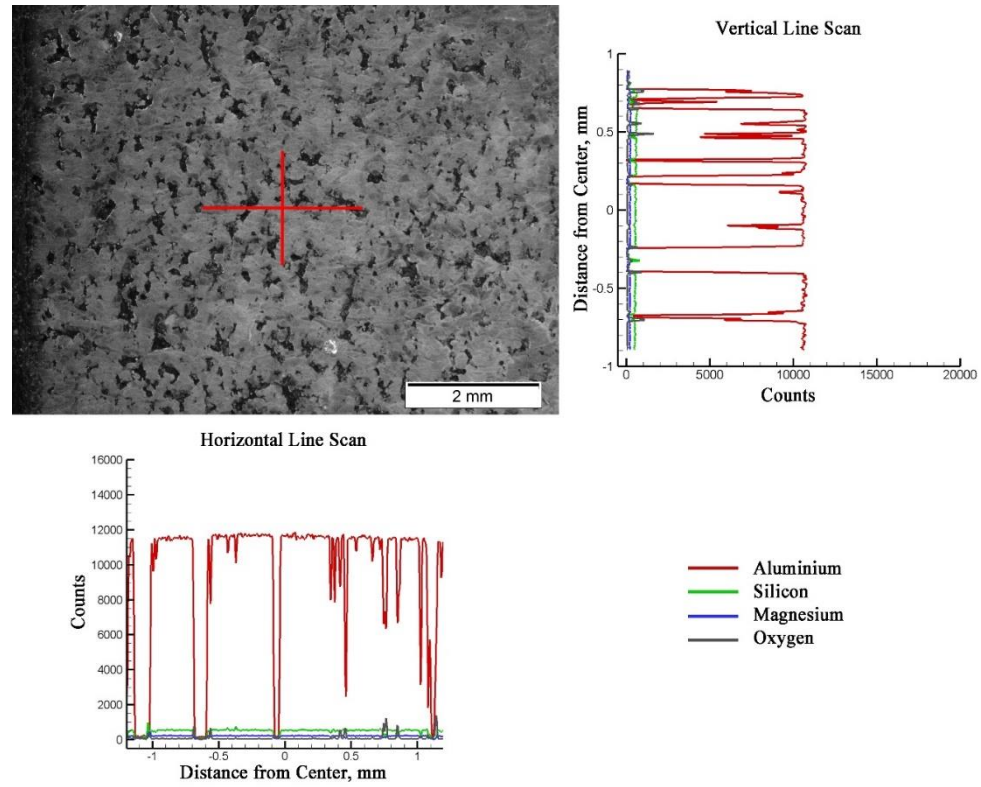 Vertical Line Scan
1
0.5
0
-0.5
-1
Distance from Center, mm
0
5000
10000
15000
20000
Counts
2 mm
Horizontal Line Scan
16000
14000
12000
10000
8000
6000
4000
2000
0
Counts
-1
-0.5
0
0.5
1
Distance from Center, mm
Aluminium
Silicon
Magnesium
Oxygen